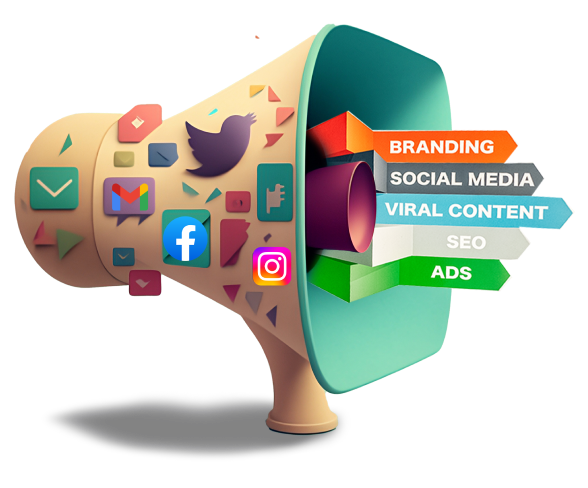 BRANDING
SOCIAL MEDIA
VIRAL CONTENT
SEO
ADS